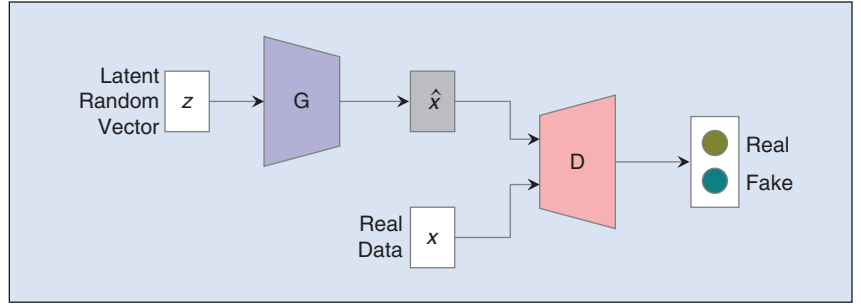 Latent
Random
Vector
z
G
x̂
D
Real
Fake
Real
Data
x